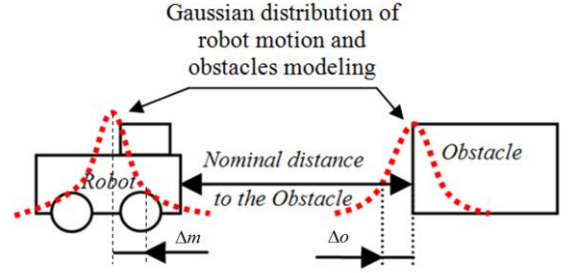 Gaussian distribution of
robot motion and
obstacles modeling
Nominal distance
Obstacle
Robot
to the Obstacle
Δm
Δo